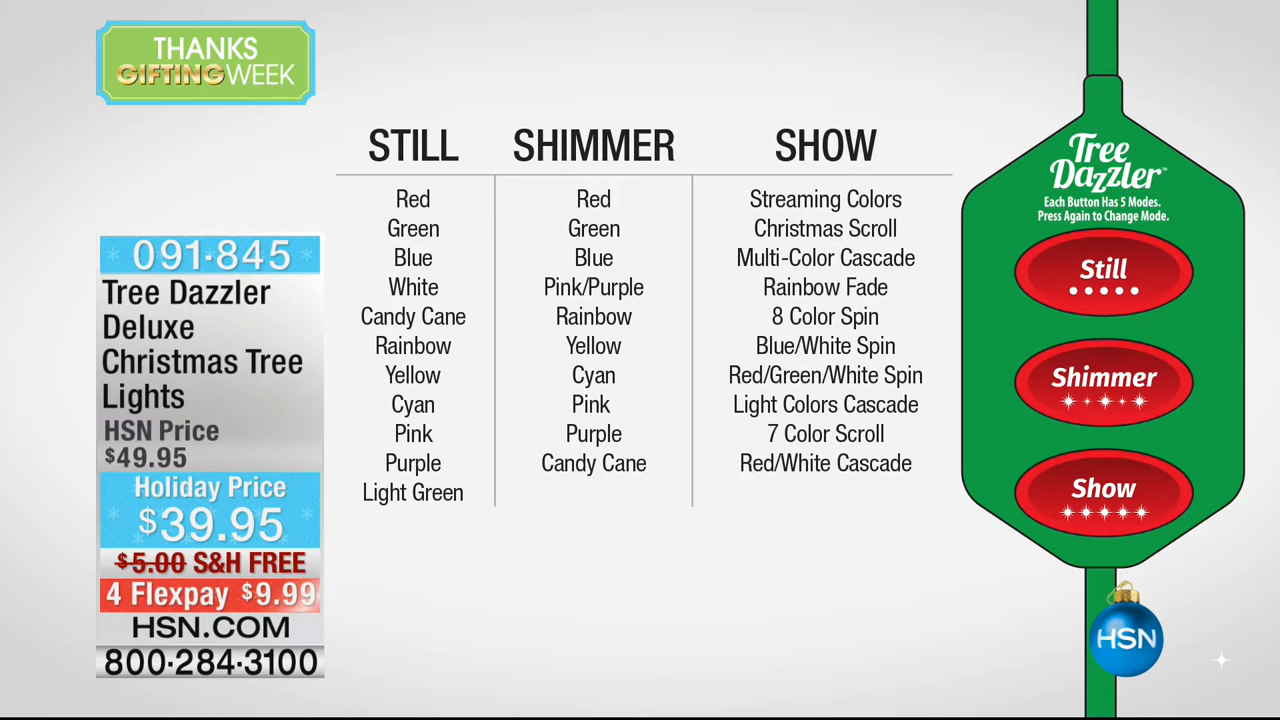 THANKS
GIFTING WEEK
091·845
Tree Dazzler
Deluxe
Christmas Tree
Lights
HSN Price
$49.95
Holiday Price
$39.95
$5.00 S&H FREE
4 Flexpay $9.99
HSN.COM
800·284·3100
STILL SHIMMER SHOW
Red Red Streaming Colors
Green Green Christmas Scroll
Blue Blue Multi-Color Cascade
White Pink/Purple Rainbow Fade
Candy Cane Rainbow 8 Color Spin
Rainbow Yellow Blue/White Spin
Yellow Cyan Red/Green/White Spin
Cyan Pink Light Colors Cascade
Pink Purple 7 Color Scroll
Purple Candy Cane Red/White Cascade
Light Green
Tree
Dazzler™
Each Button Has 5 Modes.
Press Again to Change Mode.
Still
Shimmer
Show
HSN